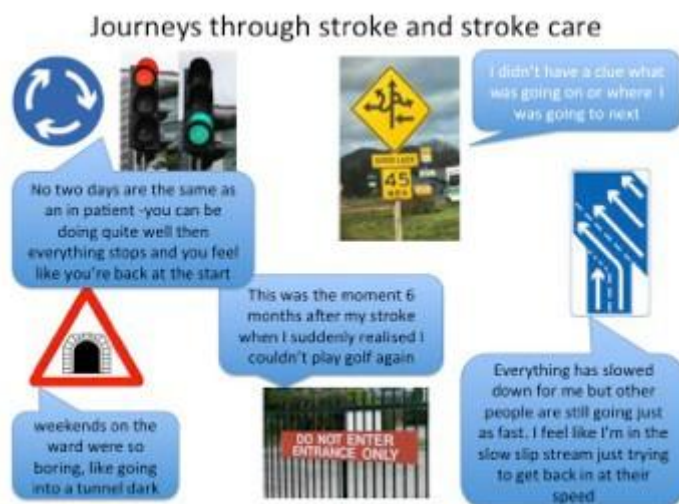 Journeys through stroke and stroke care
No two days are the same as
an in patient -you can be
doing quite well then
everything stops and you feel
like you're back at the start
GOOD LUCK
45
I didn't have a clue what
was going on or where I
was going to next
This was the moment 6
months after my stroke
when I suddenly realised I
couldn't play golf again
weekends on the
ward were so
boring, like going
into a tunnel dark
DO NOT ENTER
ENTRANCE ONLY
Everything has slowed
down for me but other
people are still going just
as fast. I feel like I'm in the
slow slip stream just trying
to get back in at their
speed